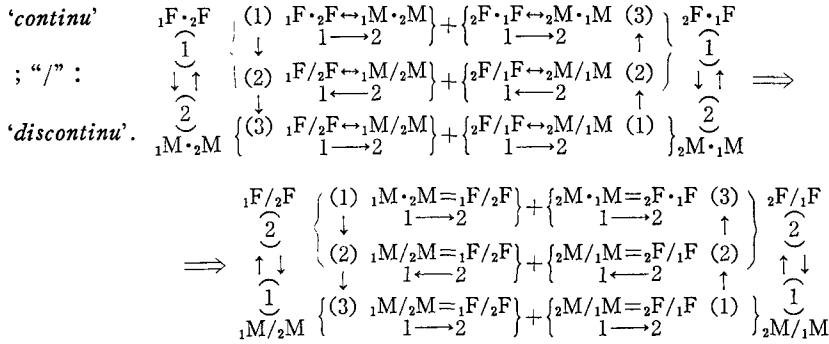 ‘continu’ ₁F·₂F (1) ₁F·₂F↔₁M·₂M}+{₂F·₁F↔₂M·₁M (3) ₂F·₁F
1 ↓ 1⟶2 1⟶2 ↑ 1
; “/” : ↓ ↑ (2) ₁F/₂F↔₁M/₂M}+{₂F/₁F↔₂M/₁M (2) ↓ ↑ ⟹
2 ↓ 1⟵2 1⟵2 ↑ 2
‘discontinu’. ₁M·₂M {(3) ₁F/₂F↔₁M/₂M}+{₂F/₁F↔₂M/₁M (1)} ₂M·₁M
1⟶2 1⟶2
₁F/₂F {(1) ₁M·₂M=₁F/₂F}+{₂M·₁M=₂F·₁F (3)} ₂F/₁F
2 ↓ 1⟶2 1⟶2 ↑ 2
⟹ ↑ ↓ (2) ₁M/₂M=₁F/₂F}+{₂M/₁M=₂F/₁F (2) ↑ ↓
1 ↓ 1⟵2 1⟵2 ↑ 1
₁M/₂M {(3) ₁M/₂M=₁F/₂F}+{₂M/₁M=₂F/₁F (1)} ₂M/₁M
1⟶2 1⟶2